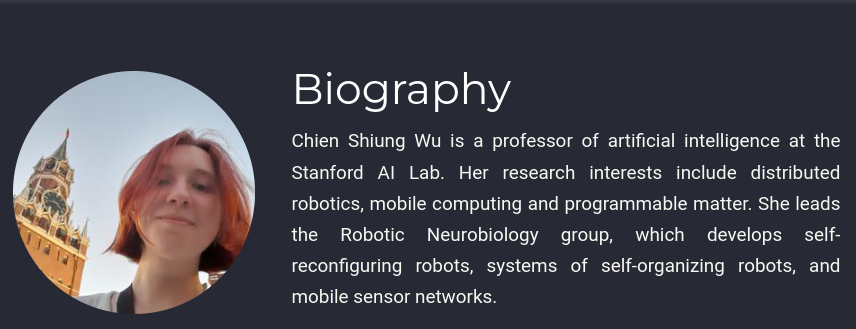 Biography
Chien Shiung Wu is a professor of artificial intelligence at the
Stanford AI Lab. Her research interests include distributed
robotics, mobile computing and programmable matter. She leads
the Robotic Neurobiology group, which develops self-
reconfiguring robots, systems of self-organizing robots, and
mobile sensor networks.